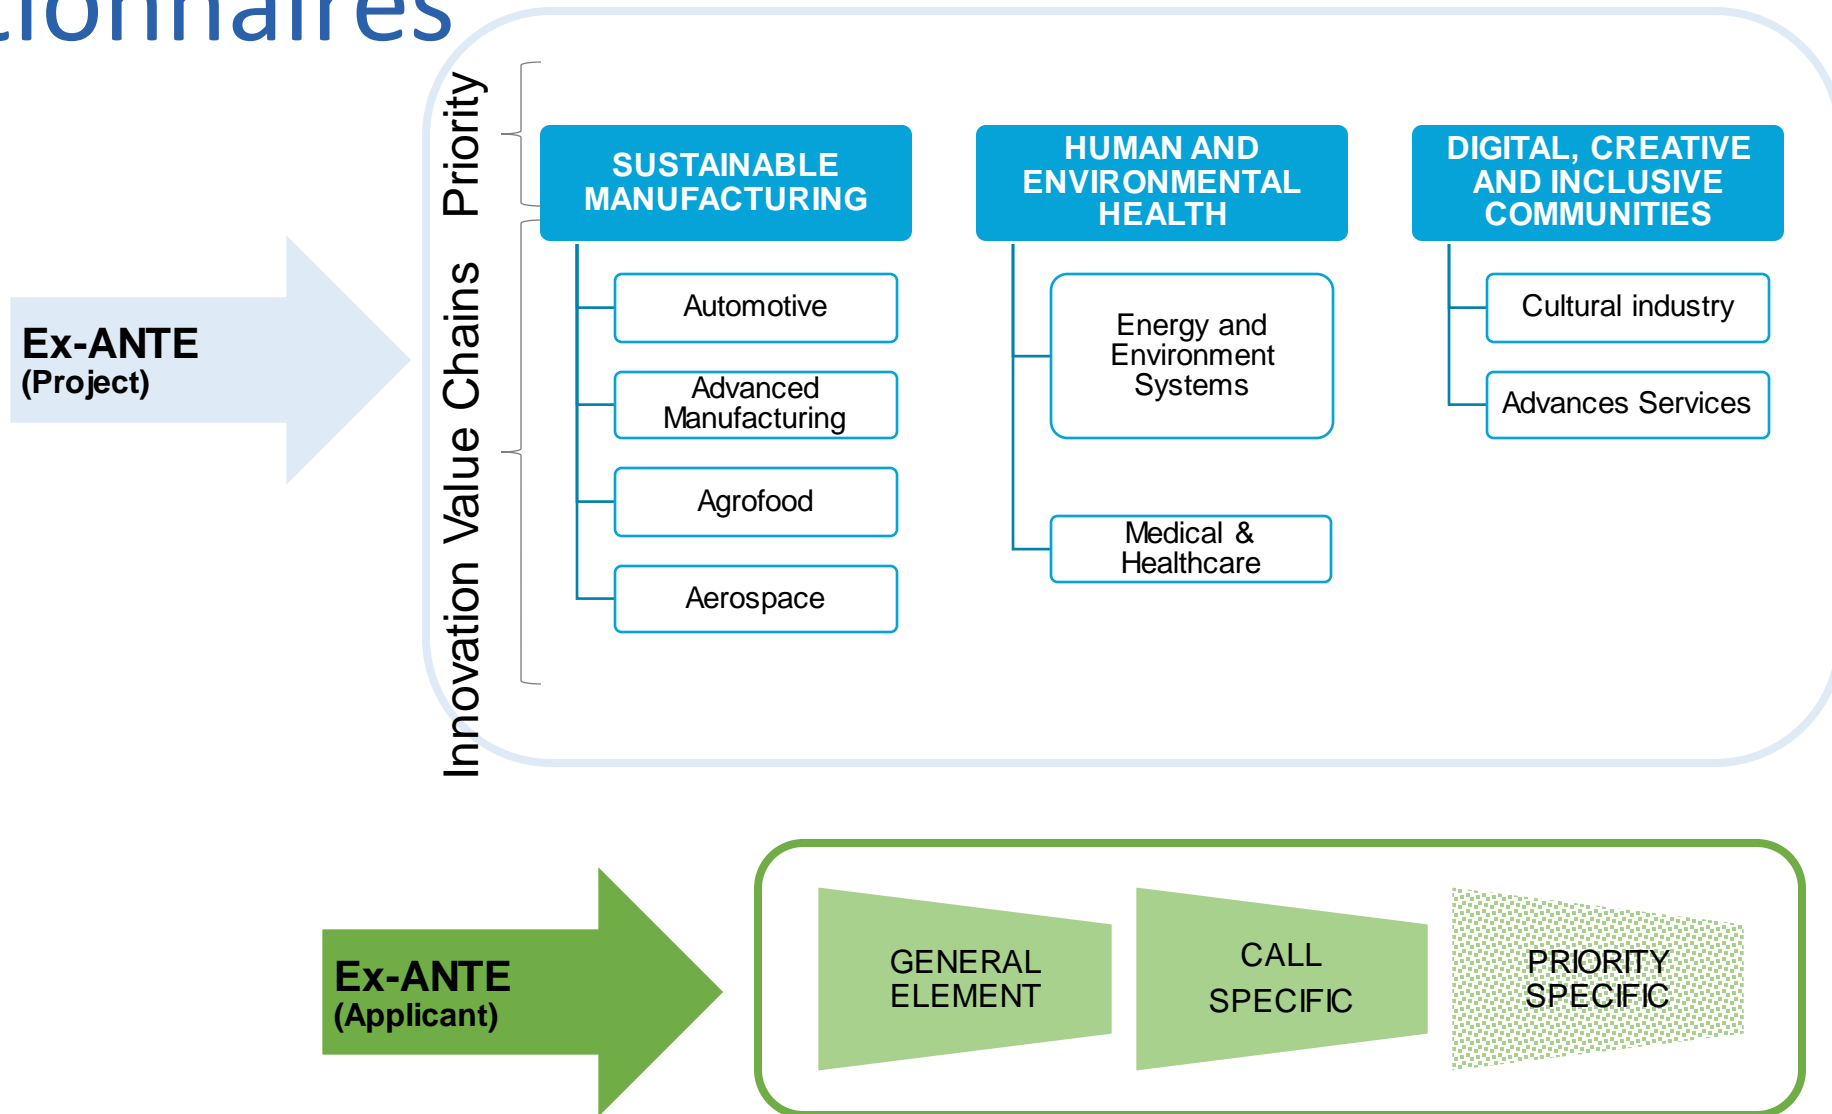 tionnaires
Priority
Innovation Value Chains
SUSTAINABLE
MANUFACTURING
Automotive
Advanced
Manufacturing
Agrofood
Aerospace
HUMAN AND
ENVIRONMENTAL
HEALTH
Energy and
Environment
Systems
Medical &
Healthcare
DIGITAL, CREATIVE
AND INCLUSIVE
COMMUNITIES
Cultural industry
Advances Services
Ex-ANTE
(Project)
Ex-ANTE
(Applicant)
GENERAL
ELEMENT
CALL
SPECIFIC
PRIORITY
SPECIFIC